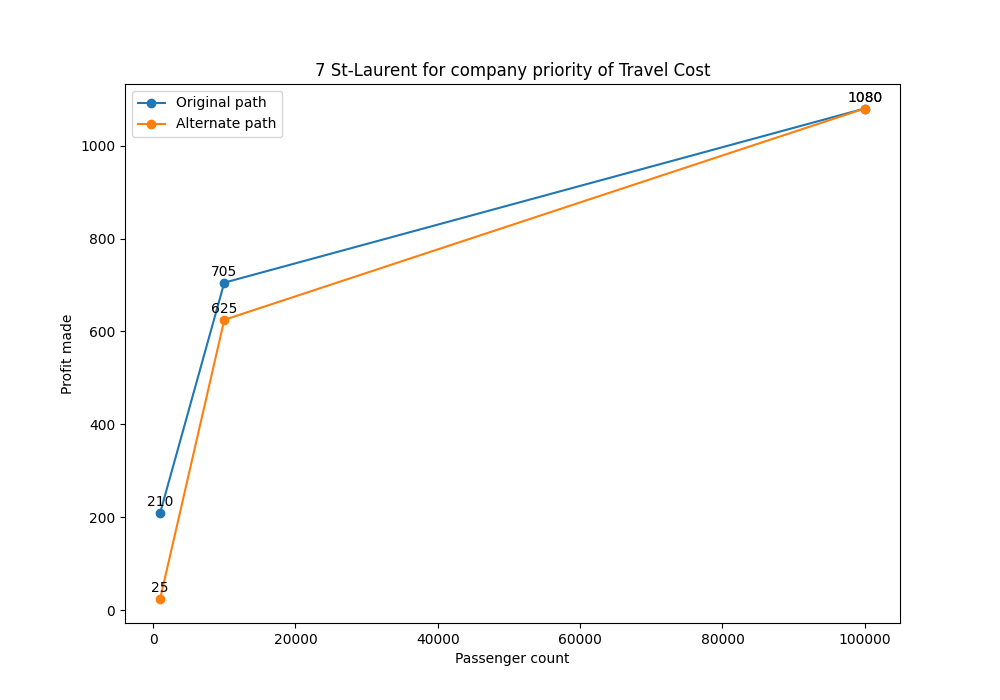 7 St-Laurent for company priority of Travel Cost
Original path
Alternate path
1080
1000
800
705
625
600
Profit made
400
210
200
25
0
0 20000 40000 60000 80000 100000
Passenger count